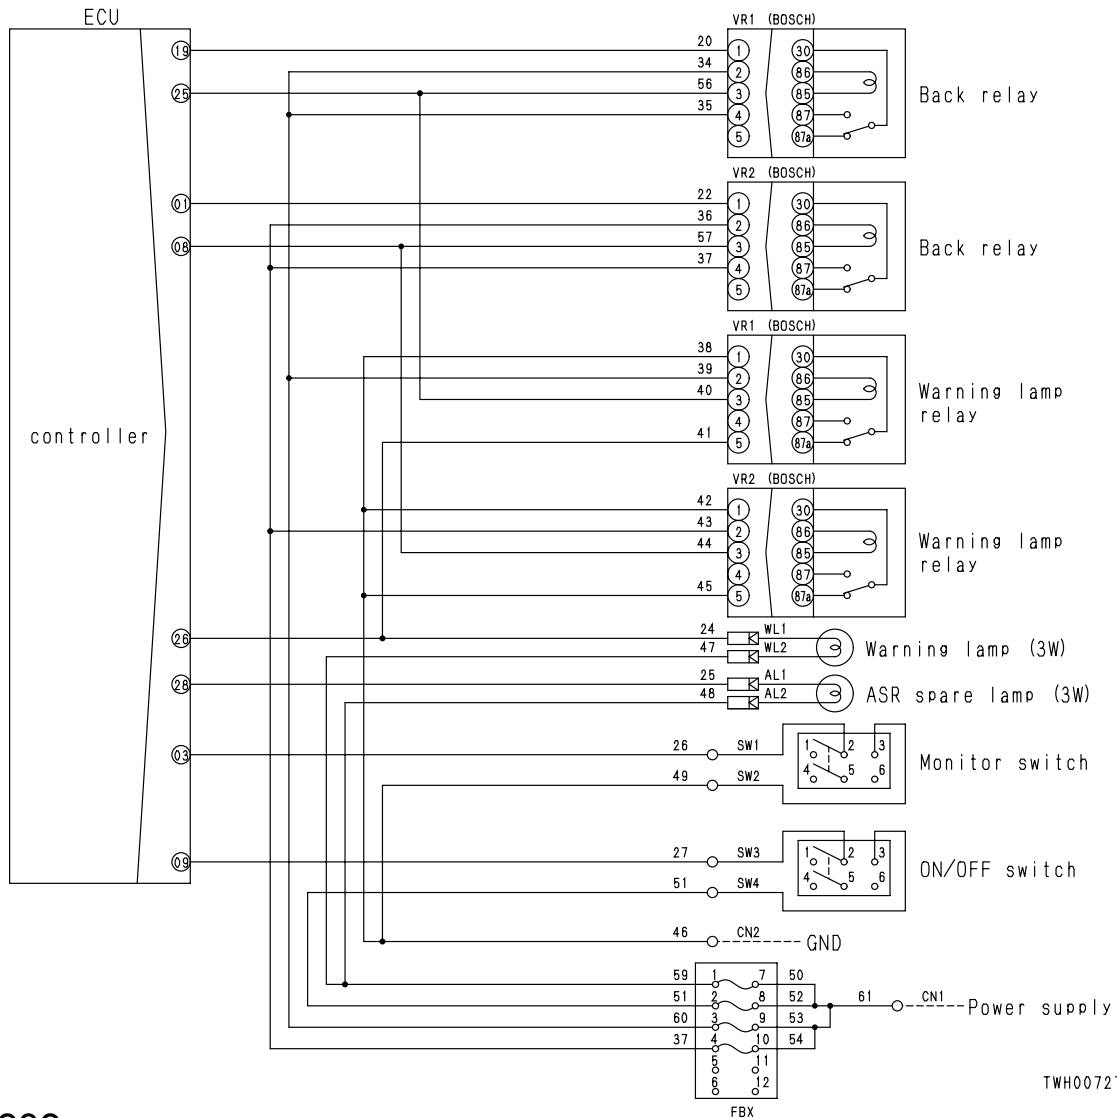 ECU
controller
19
25
01
08
26
28
03
09
VR1 (BOSCH)
20 1 30
34 2 86
56 3 85
35 4 87
5 87a
Back relay
VR2 (BOSCH)
22 1 30
36 2 86
57 3 85
37 4 87
5 87a
Back relay
VR1 (BOSCH)
38 1 30
39 2 86
40 3 85
4 87
41 5 87a
Warning lamp
relay
VR2 (BOSCH)
42 1 30
43 2 86
44 3 85
4 87
45 5 87a
Warning lamp
relay
24 WL1
47 WL2
Warning lamp (3W)
25 AL1
48 AL2
ASR spare lamp (3W)
26 SW1
49 SW2
1 2 3
4 5 6
Monitor switch
27 SW3
51 SW4
1 2 3
4 5 6
ON/OFF switch
46 CN2 GND
59 1 7 50
51 2 8 52
60 3 9 53
37 4 10 54
5 11
6 12
61 CN1 Power supply
FBX